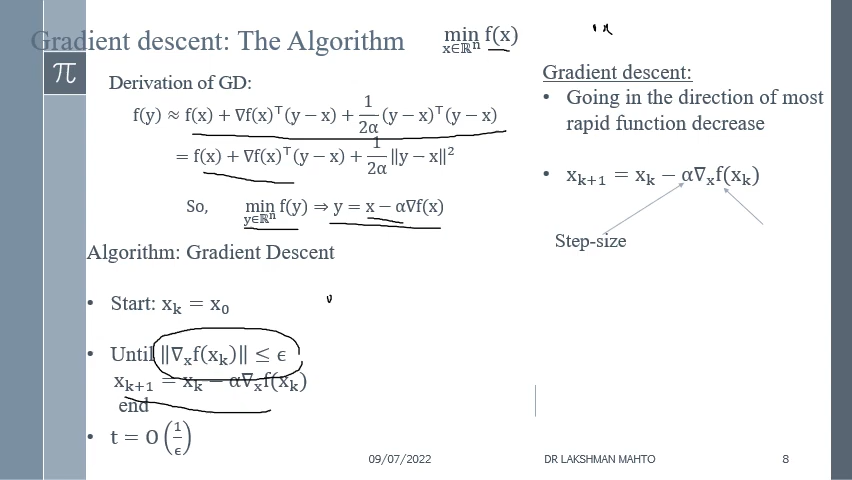 Gradient descent: The Algorithm
min f(x)
x∈ℝⁿ
π
Derivation of GD:
f(y) ≈ f(x) + ∇f(x)ᵀ(y − x) + 1/2α (y − x)ᵀ(y − x)
= f(x) + ∇f(x)ᵀ(y − x) + 1/2α ‖y − x‖²
So, min f(y) ⇒ y = x − α∇f(x)
y∈ℝⁿ
Algorithm: Gradient Descent
• Start: xₖ = x₀
• Until ‖∇ₓf(xₖ)‖ ≤ ϵ
xₖ₊₁ = xₖ − α∇ₓf(xₖ)
end
• t = O(1/ϵ)
Gradient descent:
• Going in the direction of most
rapid function decrease
• xₖ₊₁ = xₖ − α∇ₓf(xₖ)
Step-size
09/07/2022
DR LAKSHMAN MAHTO
8